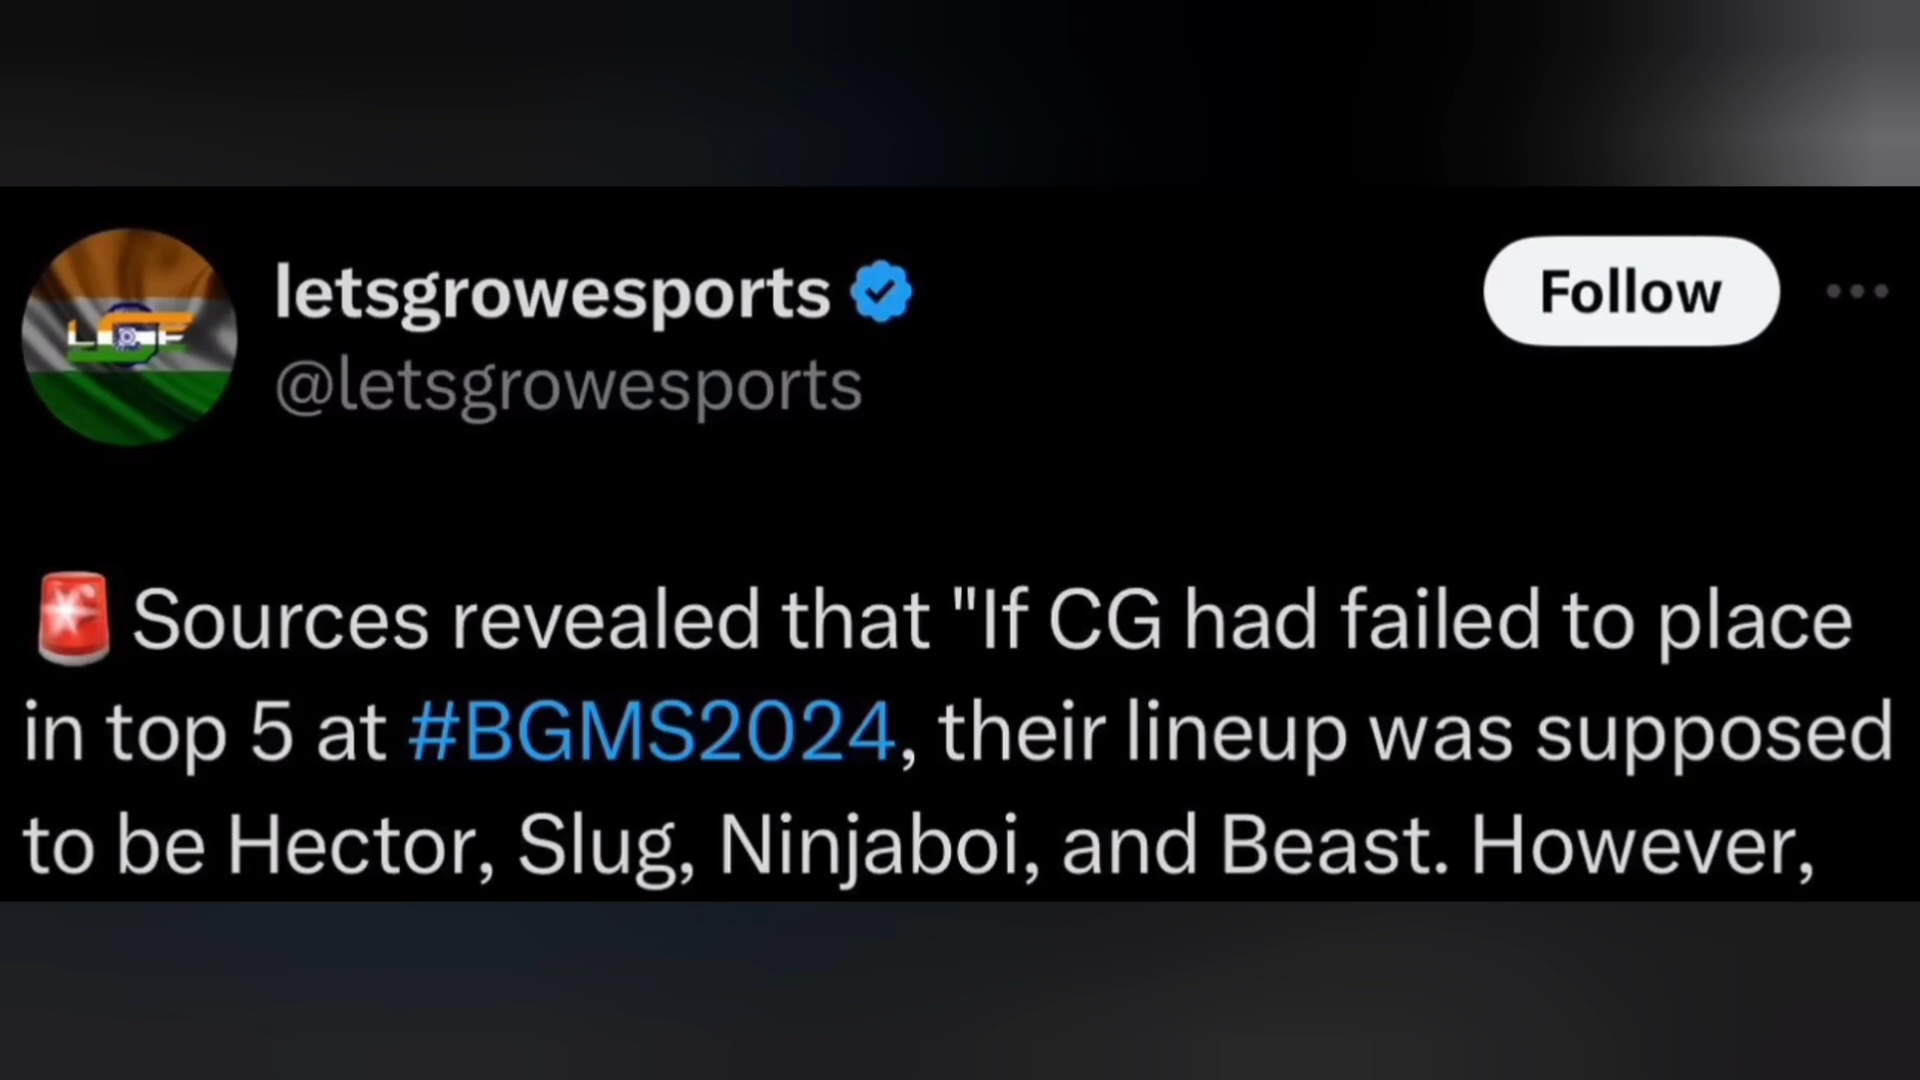 letsgrowesports
@letsgrowesports
Follow
Sources revealed that "If CG had failed to place
in top 5 at #BGMS2024, their lineup was supposed
to be Hector, Slug, Ninjaboi, and Beast. However,